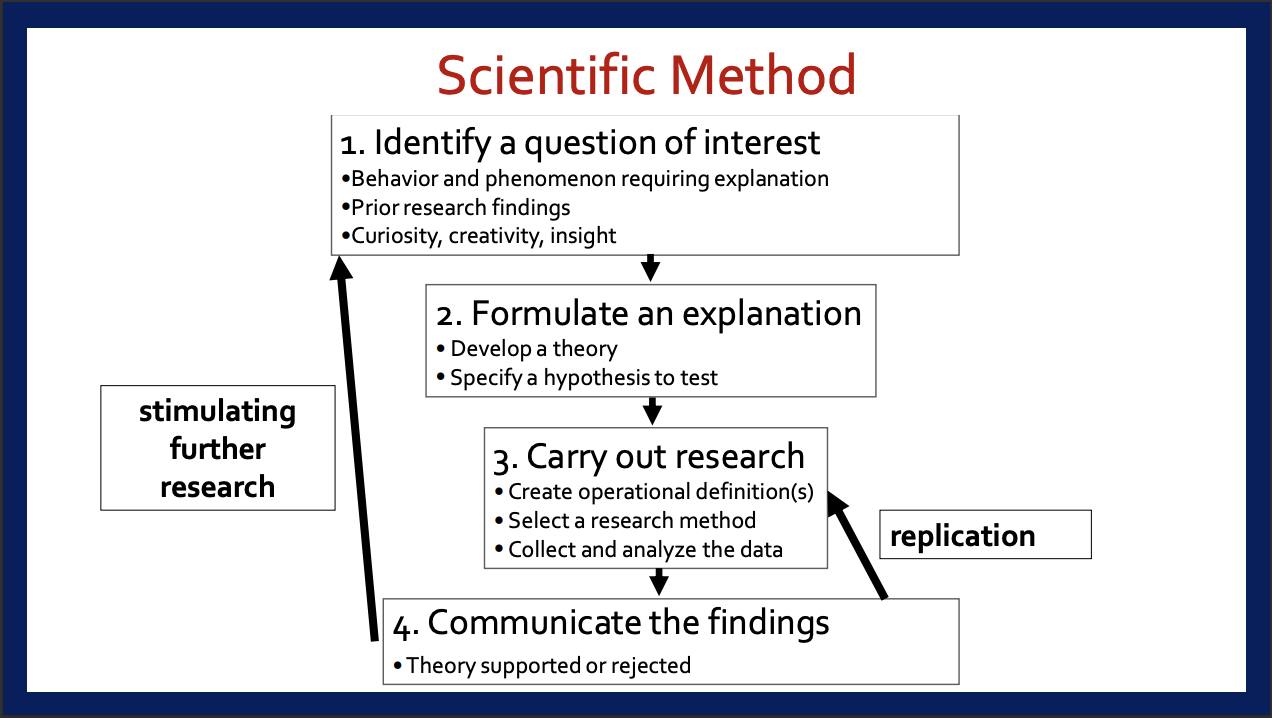 Scientific Method
1. Identify a question of interest
•Behavior and phenomenon requiring explanation
•Prior research findings
•Curiosity, creativity, insight
2. Formulate an explanation
• Develop a theory
• Specify a hypothesis to test
stimulating
further
research
3. Carry out research
• Create operational definition(s)
• Select a research method
• Collect and analyze the data
replication
4. Communicate the findings
• Theory supported or rejected